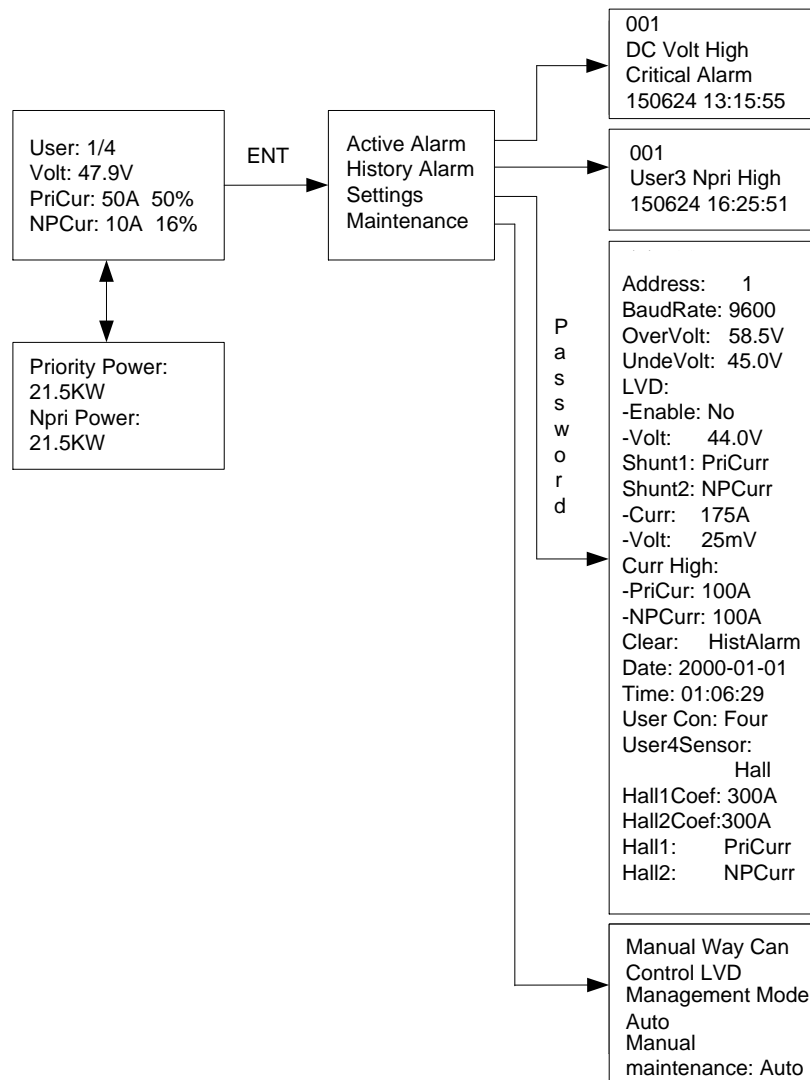 User: 1/4
Volt: 47.9V
PriCur: 50A 50%
NPCur: 10A 16%
Priority Power:
21.5KW
Npri Power:
21.5KW
ENT
Active Alarm
History Alarm
Settings
Maintenance
Password
001
DC Volt High
Critical Alarm
150624 13:15:55
001
User3 Npri High
150624 16:25:51
Address: 1
BaudRate: 9600
OverVolt: 58.5V
UndeVolt: 45.0V
LVD:
-Enable: No
-Volt: 44.0V
Shunt1: PriCurr
Shunt2: NPCurr
-Curr: 175A
-Volt: 25mV
Curr High:
-PriCur: 100A
-NPCurr: 100A
Clear: HistAlarm
Date: 2000-01-01
Time: 01:06:29
User Con: Four
User4Sensor:
Hall
Hall1Coef: 300A
Hall2Coef:300A
Hall1: PriCurr
Hall2: NPCurr
Manual Way Can
Control LVD
Management Mode
Auto
Manual
maintenance: Auto